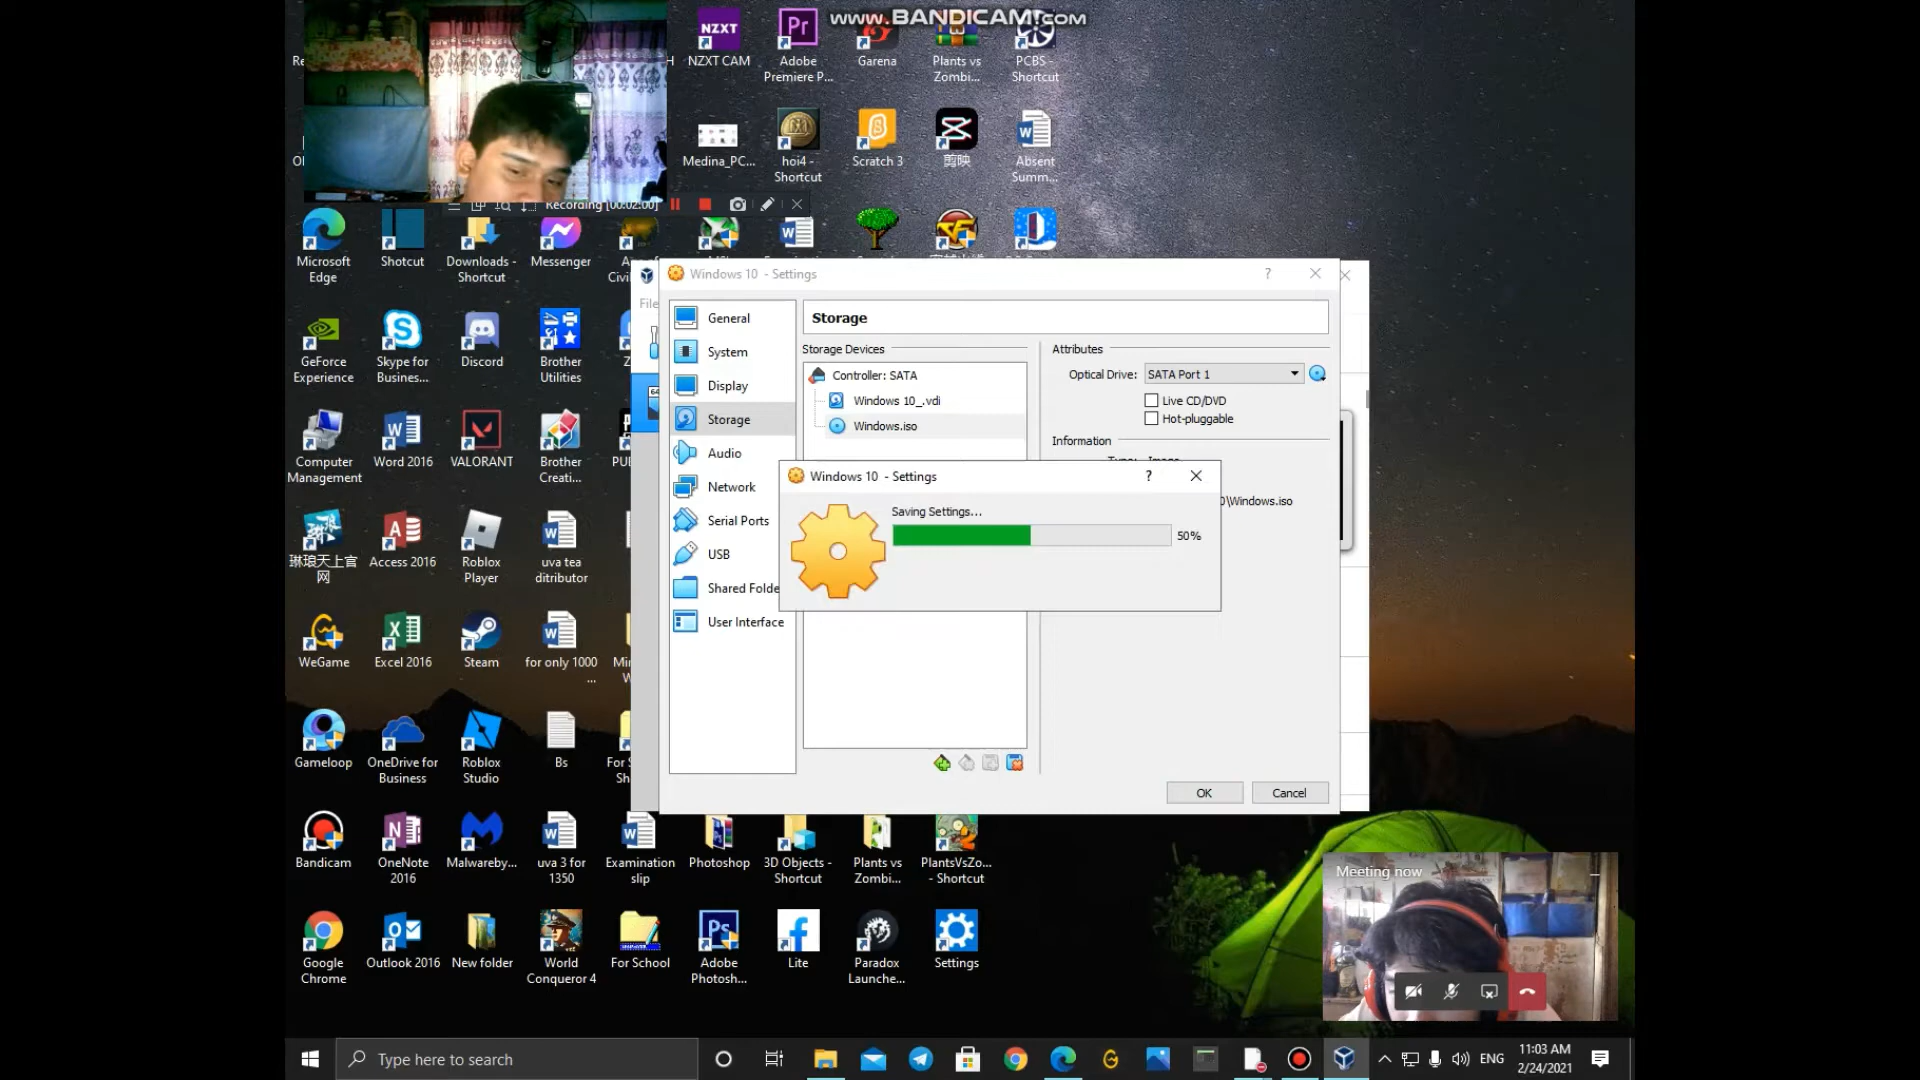 www.BANDICAM.COM
NZXT CAM
Adobe
Premiere P...
Garena
Plants vs
Zombi...
PCBS -
Shortcut
Medina_PC...
hoi4 -
Shortcut
Scratch 3
剪映
Absent
Summ...
Recording [00:02:00]
Microsoft
Edge
Shotcut
Downloads -
Shortcut
Messenger
Windows 10 - Settings
File
GeForce
Experience
Skype for
Busines...
Discord
Brother
Utilities
General
System
Display
Storage
Audio
Network
Serial Ports
USB
Shared Folde
User Interface
Storage
Storage Devices
Controller: SATA
Windows 10_.vdi
Windows.iso
Attributes
Optical Drive:
SATA Port 1
Live CD/DVD
Hot-pluggable
Information
0\Windows.iso
Windows 10 - Settings
Saving Settings...
50%
OK
Cancel
Computer
Management
Word 2016
VALORANT
Brother
Creati...
琳琅天上官
网
Access 2016
Roblox
Player
uva tea
ditributor
WeGame
Excel 2016
Steam
for only 1000
...
Gameloop
OneDrive for
Business
Roblox
Studio
Bs
Bandicam
OneNote
2016
Malwareby...
uva 3 for
1350
Examination
slip
Photoshop
3D Objects -
Shortcut
Plants vs
Zombi...
PlantsVsZo...
- Shortcut
Meeting now
Google
Chrome
Outlook 2016
New folder
World
Conqueror 4
For School
Adobe
Photosh...
Lite
Paradox
Launche...
Settings
Type here to search
ENG
11:03 AM
2/24/2021